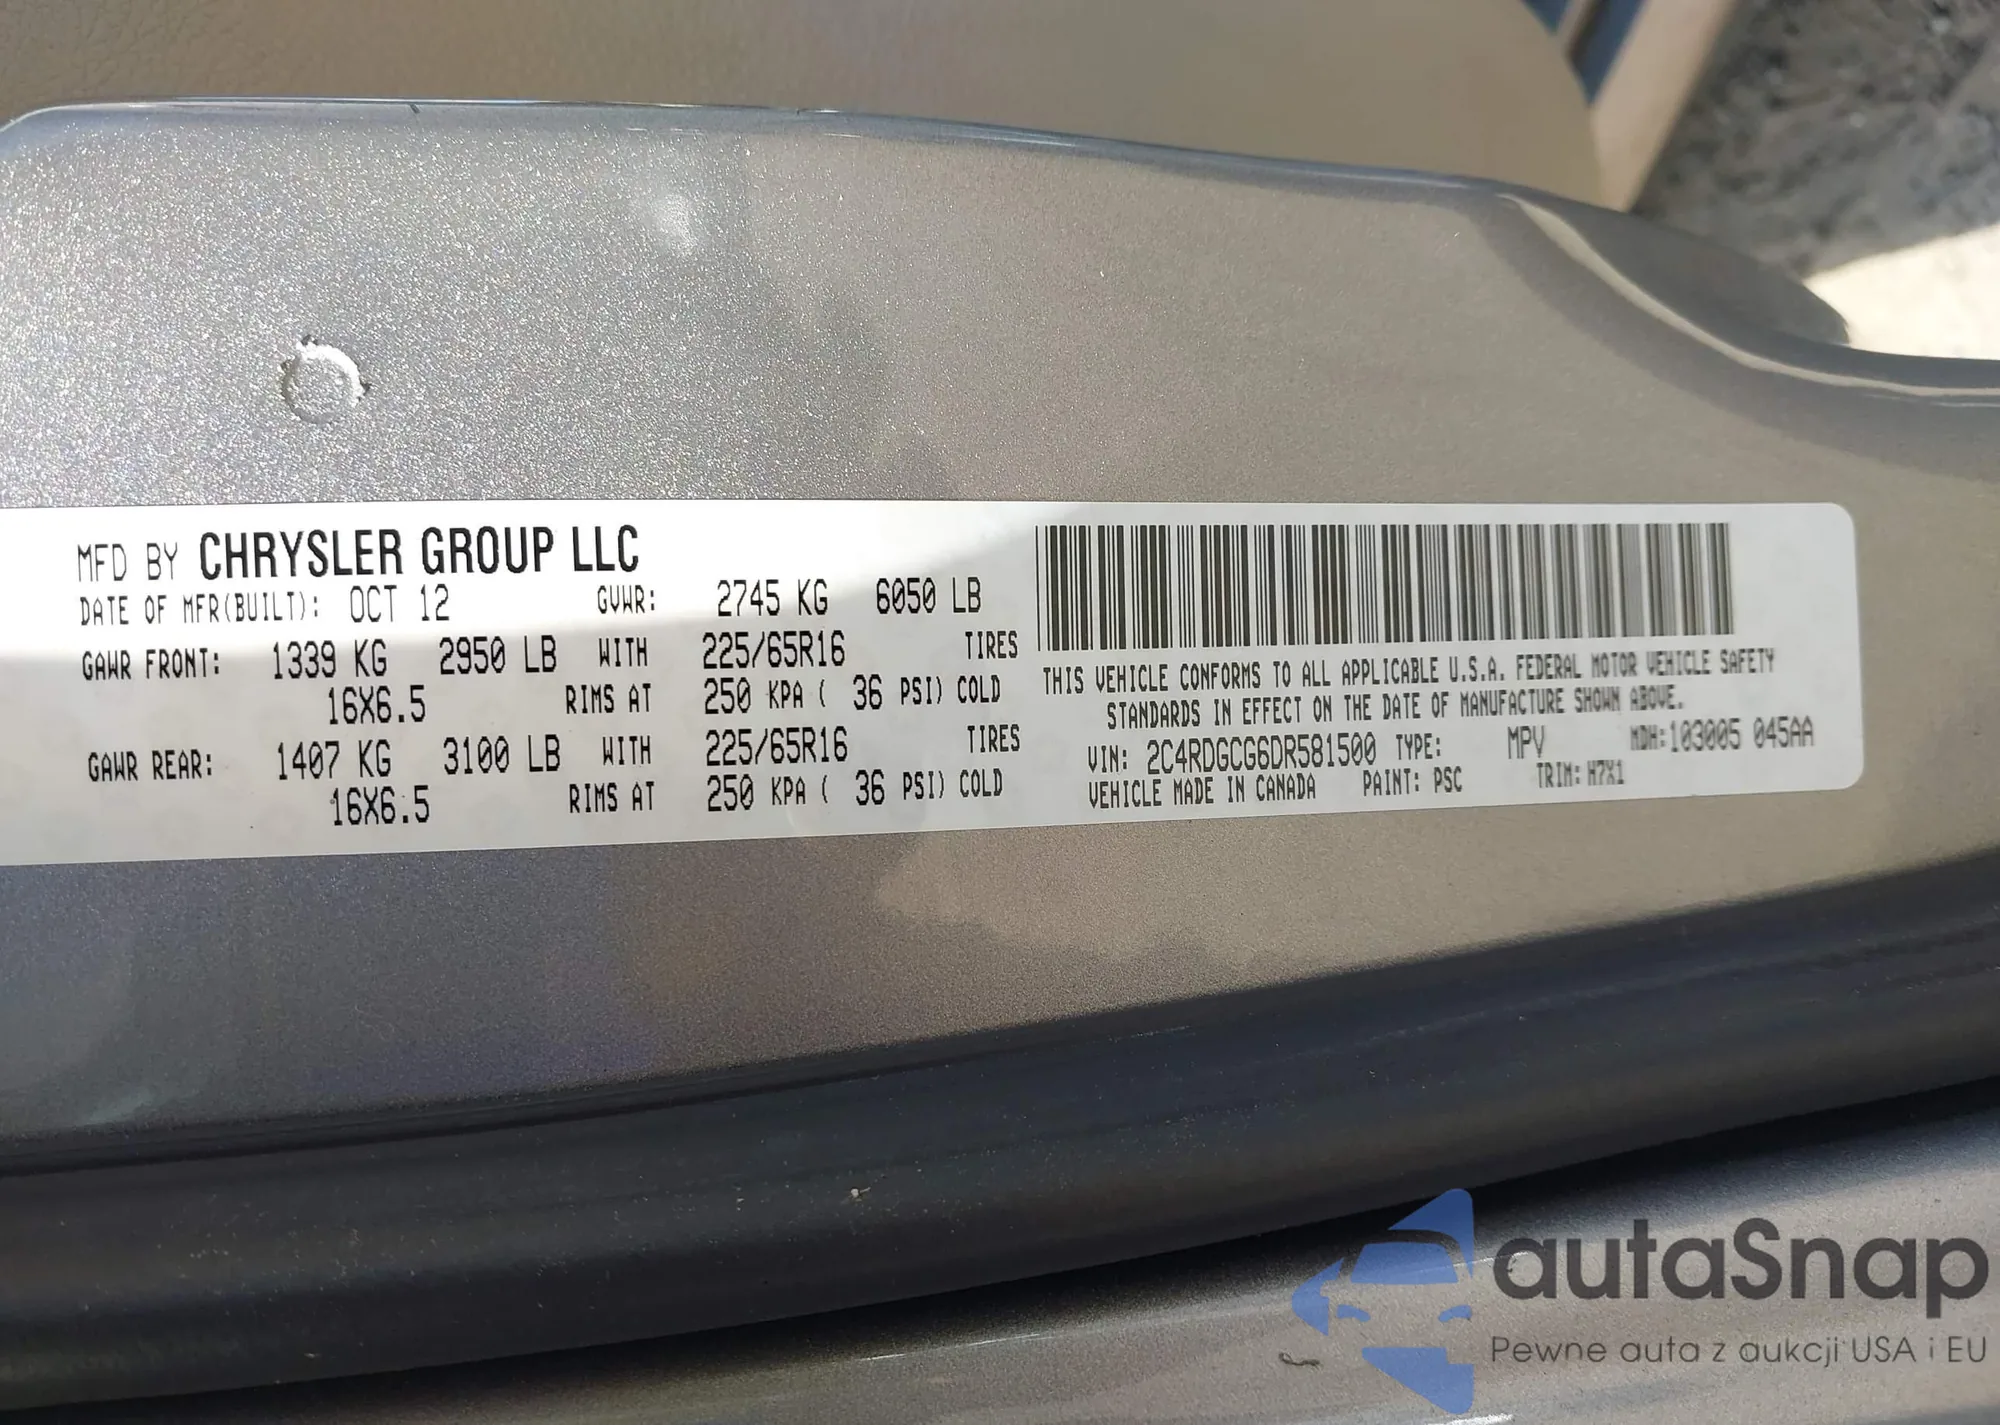 MFD BY CHRYSLER GROUP LLC
DATE OF MFR(BUILT): OCT 12 GVWR: 2745 KG 6050 LB
GAWR FRONT: 1339 KG 2950 LB WITH 225/65R16 TIRES
16X6.5 RIMS AT 250 KPA ( 36 PSI) COLD
GAWR REAR: 1407 KG 3100 LB WITH 225/65R16 TIRES
16X6.5 RIMS AT 250 KPA ( 36 PSI) COLD
THIS VEHICLE CONFORMS TO ALL APPLICABLE U.S.A. FEDERAL MOTOR VEHICLE SAFETY
STANDARDS IN EFFECT ON THE DATE OF MANUFACTURE SHOWN ABOVE.
VIN: 2C4RDGCG6DR581500 TYPE: MPV MDH:103005 045AA
VEHICLE MADE IN CANADA PAINT: PSC TRIM: H7X1
autaSnap
Pewne auta z aukcji USA i EU